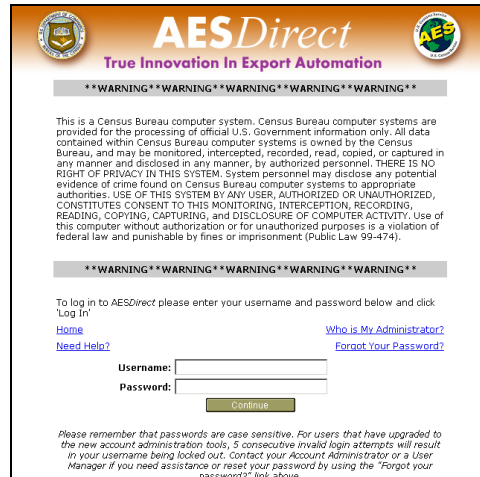 AESDirect
AES
True Innovation In Export Automation
**WARNING**WARNING**WARNING**WARNING**WARNING**
This is a Census Bureau computer system. Census Bureau computer systems are
provided for the processing of official U.S. Government information only. All data
contained within Census Bureau computer systems is owned by the Census
Bureau, and may be monitored, intercepted, recorded, read, copied, or captured in
any manner and disclosed in any manner, by authorized personnel. THERE IS NO
RIGHT OF PRIVACY IN THIS SYSTEM. System personnel may disclose any potential
evidence of crime found on Census Bureau computer systems to appropriate
authorities. USE OF THIS SYSTEM BY ANY USER, AUTHORIZED OR UNAUTHORIZED,
CONSTITUTES CONSENT TO THIS MONITORING, INTERCEPTION, RECORDING,
READING, COPYING, CAPTURING, and DISCLOSURE OF COMPUTER ACTIVITY. Use of
this computer without authorization or for unauthorized purposes is a violation of
federal law and punishable by fines or imprisonment (Public Law 99-474).
**WARNING**WARNING**WARNING**WARNING**WARNING**
To log in to AESDirect please enter your username and password below and click
'Log In'
Home Who is My Administrator?
Need Help? Forgot Your Password?
Username:
Password:
Continue
Please remember that passwords are case sensitive. For users that have upgraded to
the new account administration tools, 5 consecutive invalid login attempts will result
in your username being locked out. Contact your Account Administrator or a User
Manager if you need assistance or reset your password by using the "Forgot your
password?" link above